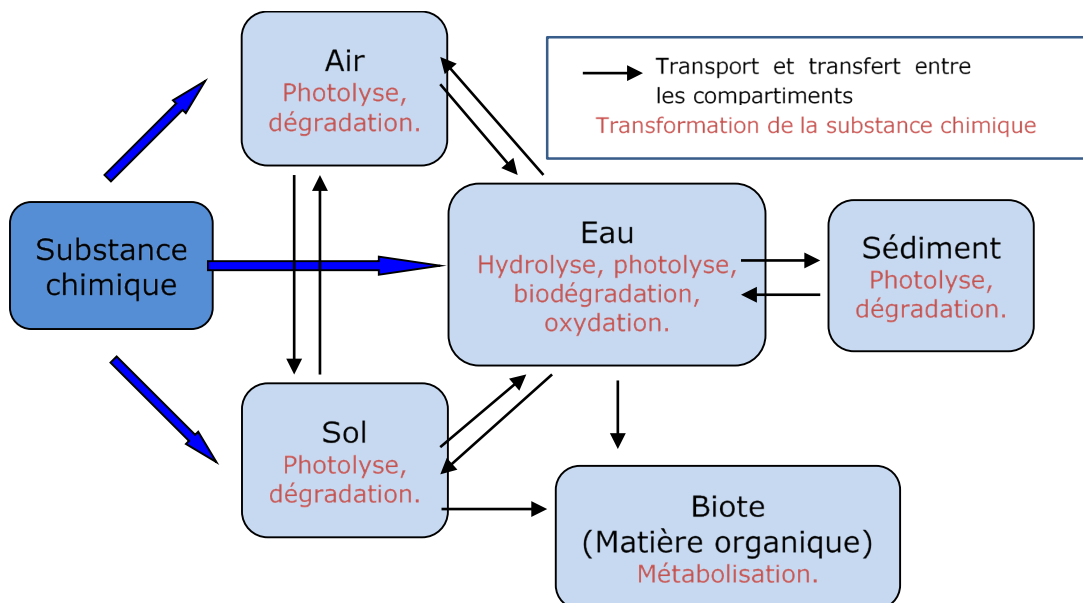 Air
Photolyse,
dégradation.
Transport et transfert entre
les compartiments
Transformation de la substance chimique
Substance
chimique
Eau
Hydrolyse, photolyse,
biodégradation,
oxydation.
Sédiment
Photolyse,
dégradation.
Sol
Photolyse,
dégradation.
Biote
(Matière organique)
Métabolisation.